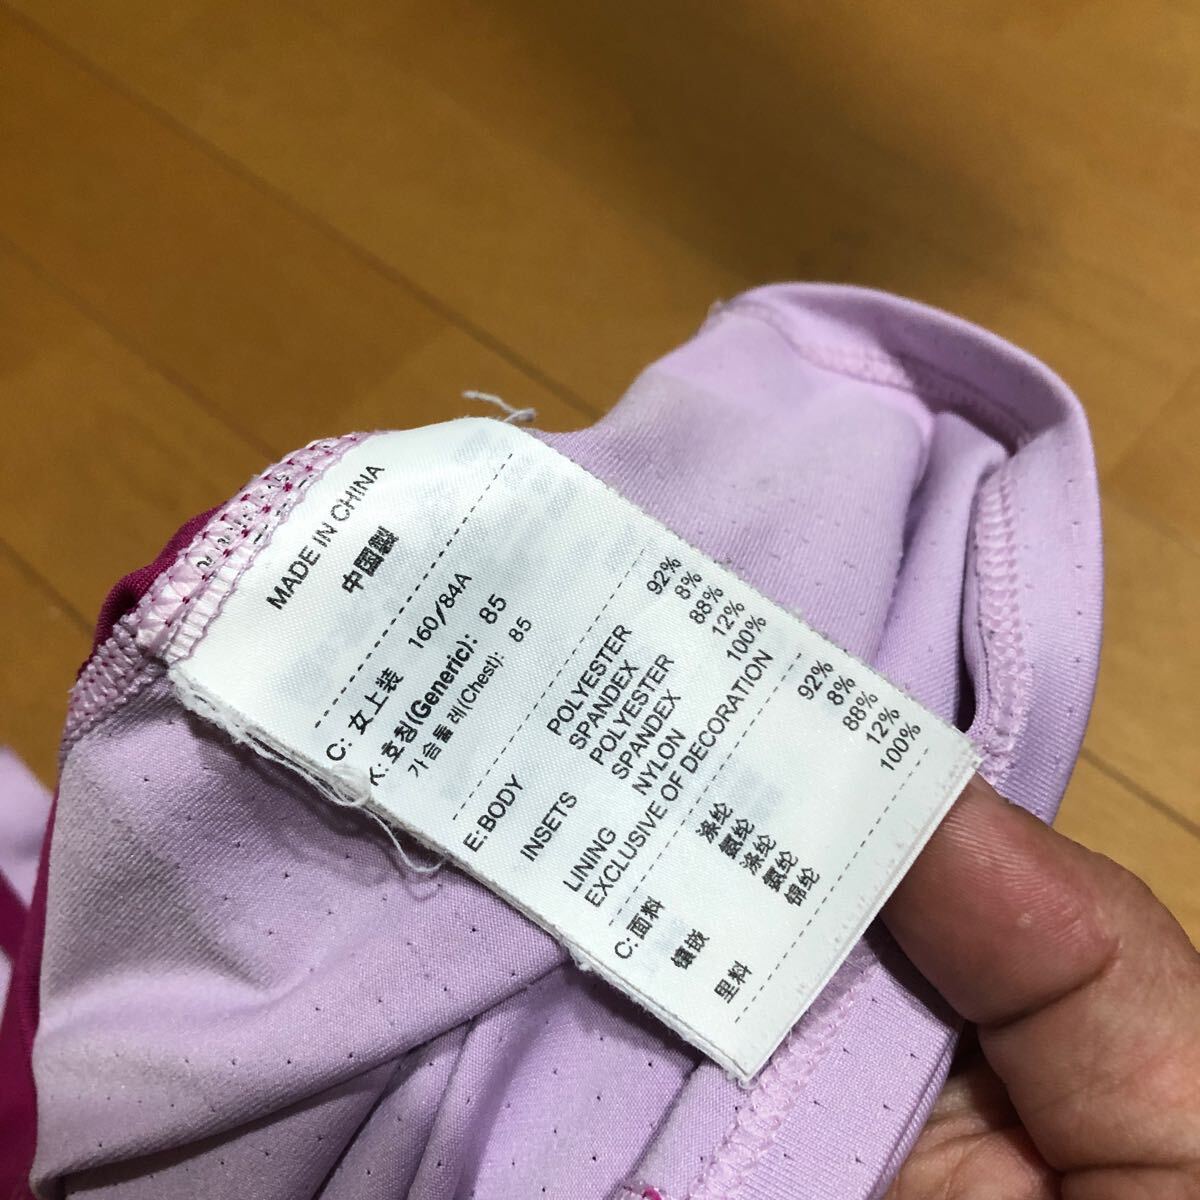 MADE IN CHINA
中国製
C: 女上装 160/84A
K: 호칭(Generic): 85
가슴둘레(Chest): 85
E:BODY POLYESTER 92%
SPANDEX 8%
INSETS POLYESTER 88%
SPANDEX 12%
LINING NYLON 100%
EXCLUSIVE OF DECORATION
C:面料 涤纶 92%
氨纶 8%
镶嵌 涤纶 88%
氨纶 12%
里料 锦纶 100%